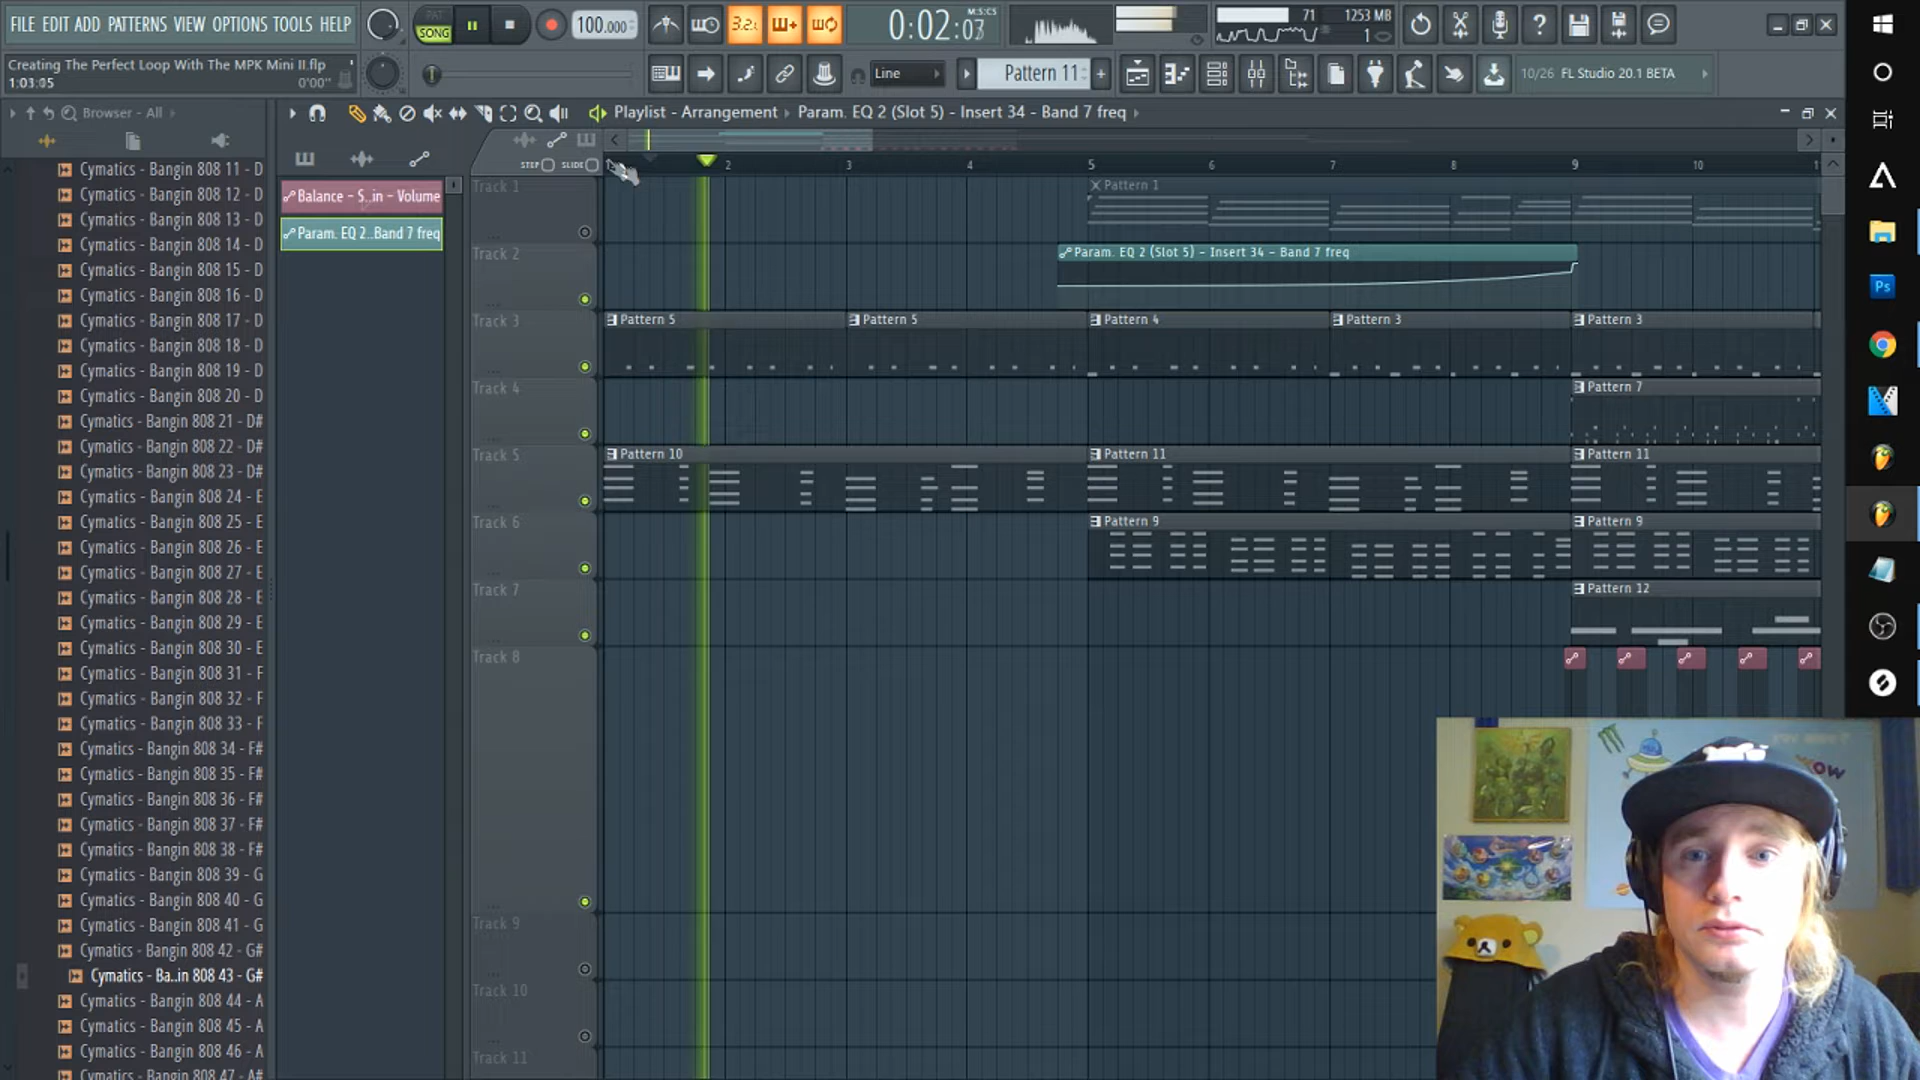 FILE EDIT ADD PATTERNS VIEW OPTIONS TOOLS HELP
PAT
SONG
100.000
3.2.1
0:02:03
M:S:CS
71
1253 MB
1
Creating The Perfect Loop With The MPK Mini II.flp
1:03:05
0'00"
Line
Pattern 11
10/26 FL Studio 20.1 BETA
Browser - All
Playlist - Arrangement
Param. EQ 2 (Slot 5) - Insert 34 - Band 7 freq
STEP
SLIDE
2
3
4
5
6
7
8
9
10
Cymatics - Bangin 808 11 - D
Cymatics - Bangin 808 12 - D
Cymatics - Bangin 808 13 - D
Cymatics - Bangin 808 14 - D
Cymatics - Bangin 808 15 - D
Cymatics - Bangin 808 16 - D
Cymatics - Bangin 808 17 - D
Cymatics - Bangin 808 18 - D
Cymatics - Bangin 808 19 - D
Cymatics - Bangin 808 20 - D
Cymatics - Bangin 808 21 - D#
Cymatics - Bangin 808 22 - D#
Cymatics - Bangin 808 23 - D#
Cymatics - Bangin 808 24 - E
Cymatics - Bangin 808 25 - E
Cymatics - Bangin 808 26 - E
Cymatics - Bangin 808 27 - E
Cymatics - Bangin 808 28 - E
Cymatics - Bangin 808 29 - E
Cymatics - Bangin 808 30 - E
Cymatics - Bangin 808 31 - F
Cymatics - Bangin 808 32 - F
Cymatics - Bangin 808 33 - F
Cymatics - Bangin 808 34 - F#
Cymatics - Bangin 808 35 - F#
Cymatics - Bangin 808 36 - F#
Cymatics - Bangin 808 37 - F#
Cymatics - Bangin 808 38 - F#
Cymatics - Bangin 808 39 - G
Cymatics - Bangin 808 40 - G
Cymatics - Bangin 808 41 - G
Cymatics - Bangin 808 42 - G#
Cymatics - Ba..in 808 43 - G#
Cymatics - Bangin 808 44 - A
Cymatics - Bangin 808 45 - A
Cymatics - Bangin 808 46 - A
Cymatics - Bangin 808 47 - A#
Balance - S..in - Volume
Param. EQ 2..Band 7 freq
Track 1
Pattern 1
Track 2
Param. EQ 2 (Slot 5) - Insert 34 - Band 7 freq
Track 3
Pattern 5
Pattern 5
Pattern 4
Pattern 3
Pattern 3
Track 4
Pattern 7
Track 5
Pattern 10
Pattern 11
Pattern 11
Track 6
Pattern 9
Pattern 9
Track 7
Pattern 12
Track 8
Track 9
Track 10
Track 11
Ps
OW